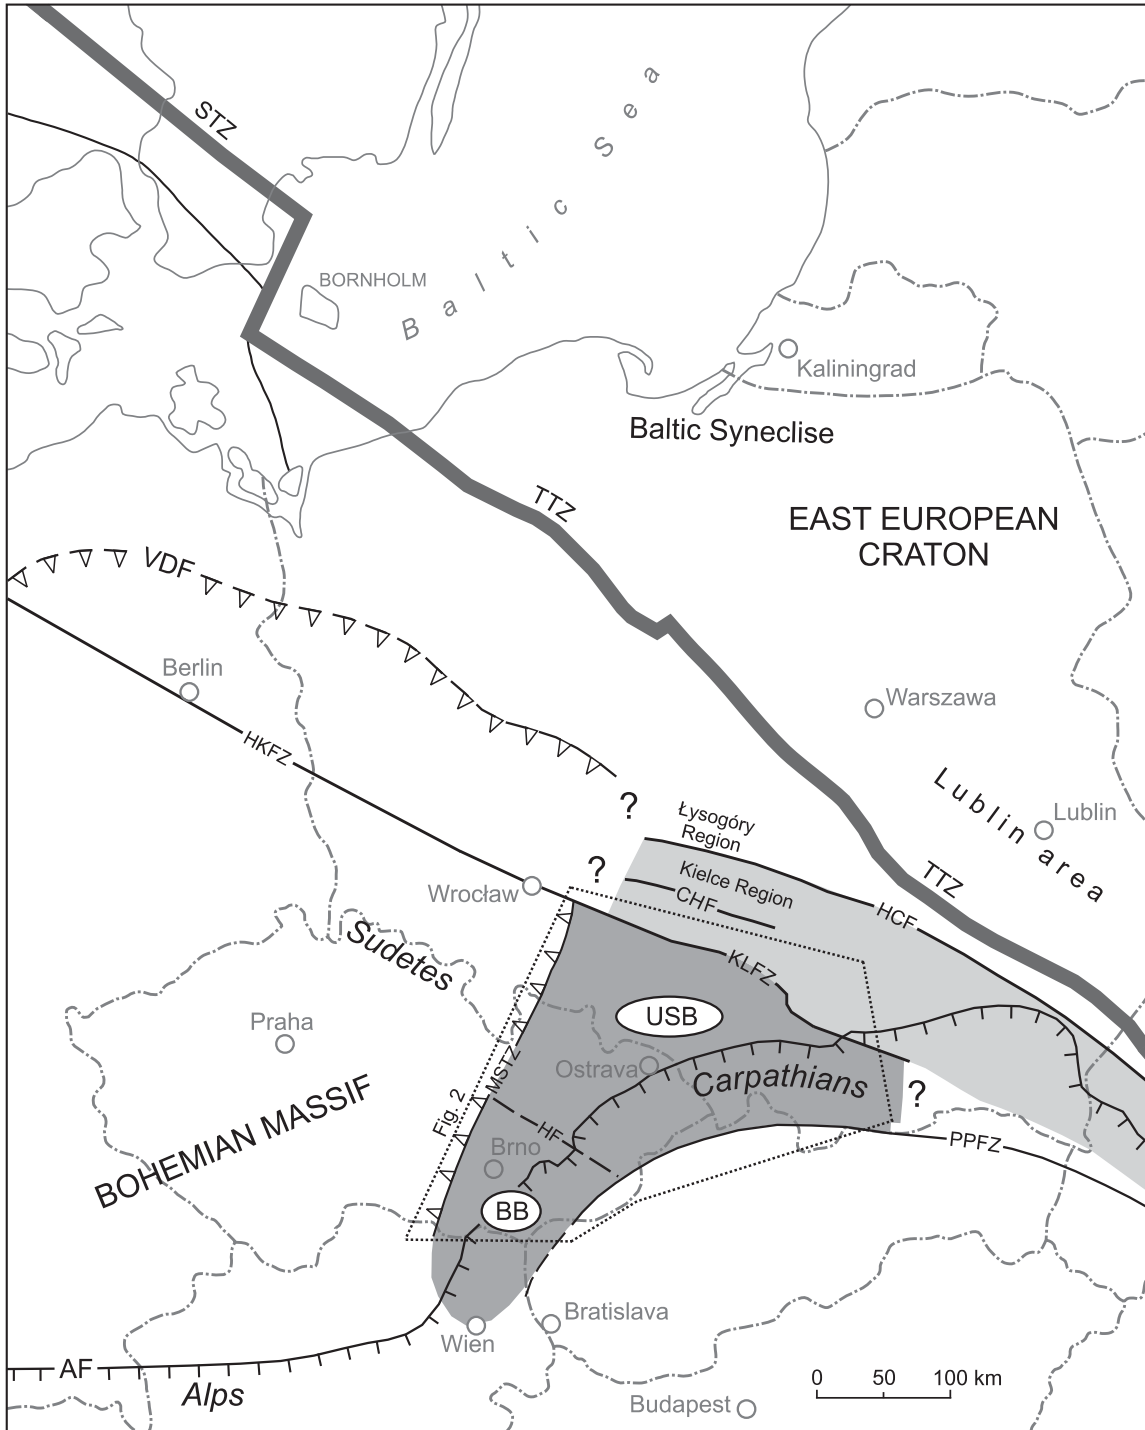 STZ
Baltic Sea
BORNHOLM
Kaliningrad
Baltic Syneclise
TTZ
EAST EUROPEAN
CRATON
VDF
Berlin
Warszawa
HKFZ
Lublin area
Lublin
?
Łysogóry
Region
?
Kielce Region
TTZ
Wrocław
CHF
HCF
Sudetes
KLFZ
USB
Praha
Ostrava
Carpathians
MSTZ
?
Fig. 2
BOHEMIAN MASSIF
HF
PPFZ
Brno
BB
Bratislava
Wien
AF
Alps
0 50 100 km
Budapest